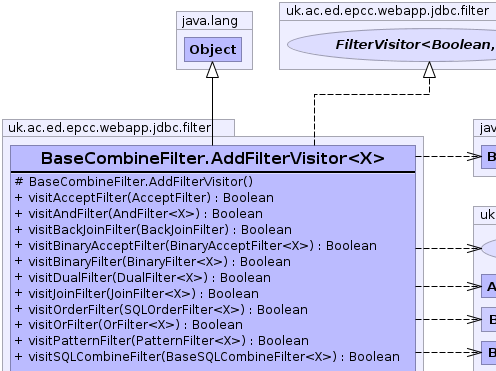 java.lang
Object
uk.ac.ed.epcc.webapp.jdbc.filter
FilterVisitor<Boolean,
uk.ac.ed.epcc.webapp.jdbc.filter
BaseCombineFilter.AddFilterVisitor<X>
# BaseCombineFilter.AddFilterVisitor()
+ visitAcceptFilter(AcceptFilter) : Boolean
+ visitAndFilter(AndFilter<X>) : Boolean
+ visitBackJoinFilter(BackJoinFilter) : Boolean
+ visitBinaryAcceptFilter(BinaryAcceptFilter<X>) : Boolean
+ visitBinaryFilter(BinaryFilter<X>) : Boolean
+ visitDualFilter(DualFilter<X>) : Boolean
+ visitJoinFilter(JoinFilter<X>) : Boolean
+ visitOrderFilter(SQLOrderFilter<X>) : Boolean
+ visitOrFilter(OrFilter<X>) : Boolean
+ visitPatternFilter(PatternFilter<X>) : Boolean
+ visitSQLCombineFilter(BaseSQLCombineFilter<X>) : Boolean
jav
B
uk
A
B
B